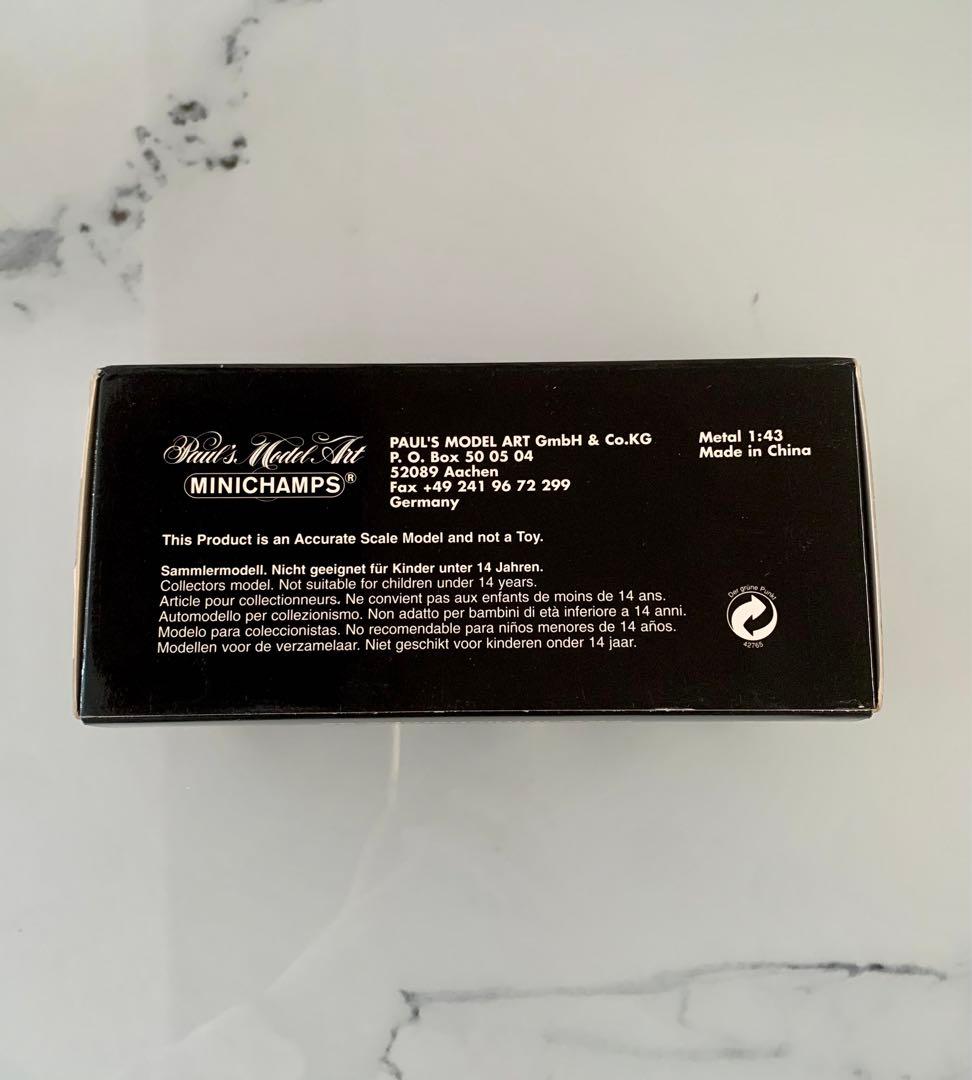 Paul's Model Art
MINICHAMPS®
PAUL'S MODEL ART GmbH & Co.KG
P. O. Box 50 05 04
52089 Aachen
Fax +49 241 96 72 299
Germany
Metal 1:43
Made in China
This Product is an Accurate Scale Model and not a Toy.
Sammlermodell. Nicht geeignet für Kinder unter 14 Jahren.
Collectors model. Not suitable for children under 14 years.
Article pour collectionneurs. Ne convient pas aux enfants de moins de 14 ans.
Automodello per collezionismo. Non adatto per bambini di età inferiore a 14 anni.
Modelo para coleccionistas. No recomendable para niños menores de 14 años.
Modellen voor de verzamelaar. Niet geschikt voor kinderen onder 14 jaar.
Der grüne Punkt
42765